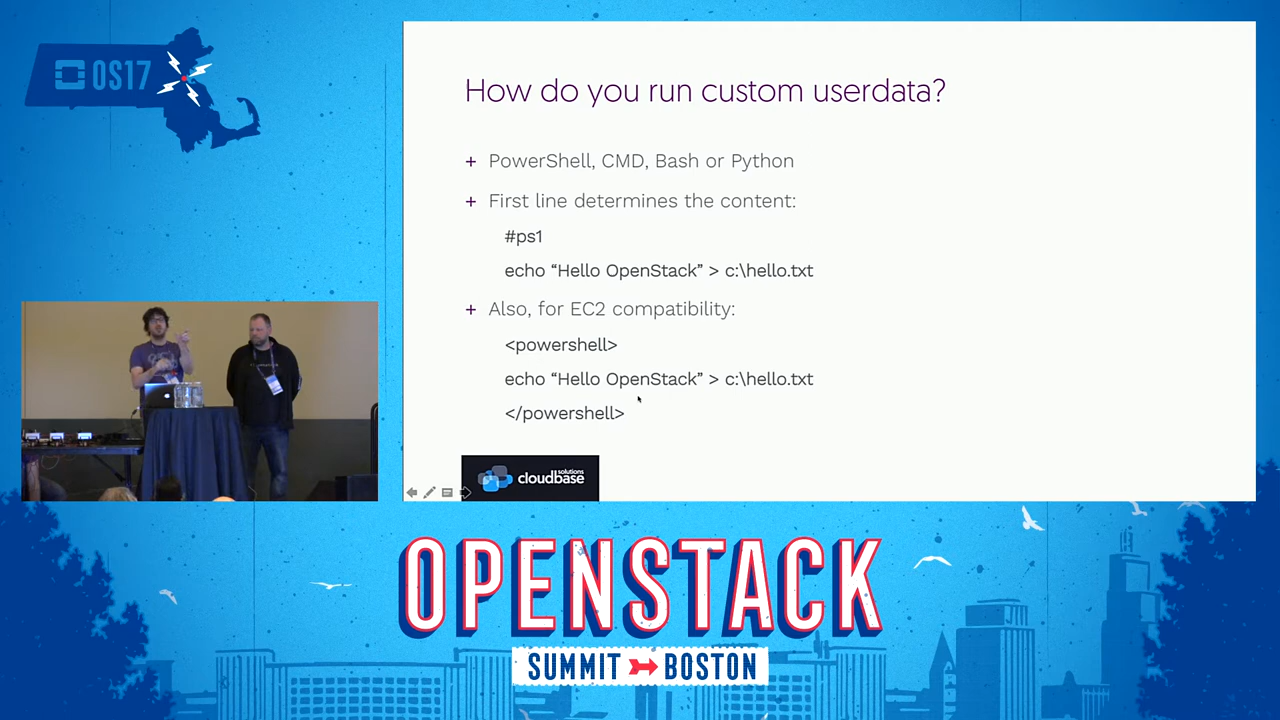 OS17
How do you run custom userdata?
+ PowerShell, CMD, Bash or Python
+ First line determines the content:
#ps1
echo “Hello OpenStack” > c:\hello.txt
+ Also, for EC2 compatibility:
<powershell>
echo “Hello OpenStack” > c:\hello.txt
</powershell>
cloudbase
solutions
OPENSTACK
SUMMIT BOSTON